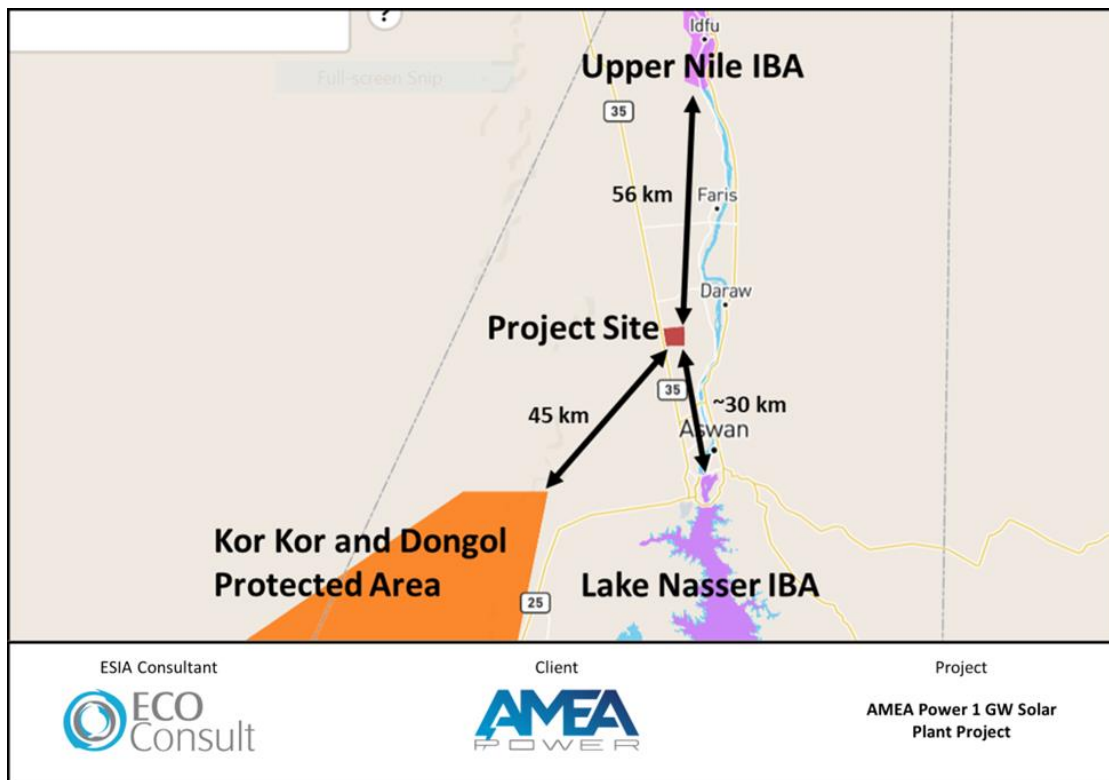 ?
Full-screen Snip
Idfu
Upper Nile IBA
35
56 km
Faris
Daraw
Project Site
35
~30 km
45 km
Aswan
Kor Kor and Dongol
Protected Area
Lake Nasser IBA
25
ESIA Consultant
Client
Project
ECO
Consult
AMEA
POWER
AMEA Power 1 GW Solar
Plant Project